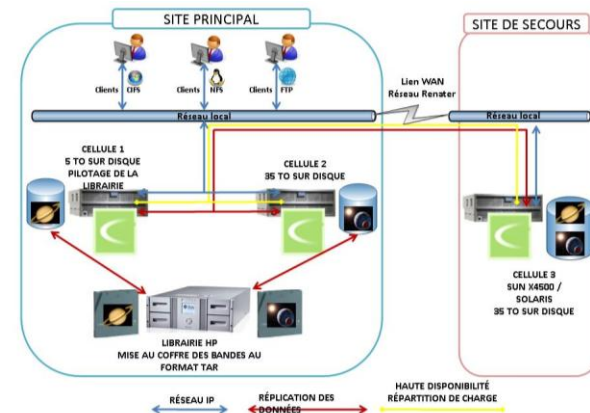 SITE PRINCIPAL
SITE DE SECOURS
Clients CIFS
Clients NFS
Clients FTP
Lien WAN
Réseau Renater
Réseau local
Réseau local
CELLULE 1
5 TO SUR DISQUE
PILOTAGE DE LA
LIBRAIRIE
CELLULE 2
35 TO SUR DISQUE
CELLULE 3
SUN X4500 /
SOLARIS
35 TO SUR DISQUE
LIBRAIRIE HP
MISE AU COFFRE DES BANDES AU
FORMAT TAR
RÉSEAU IP
RÉPLICATION DES
DONNÉES
HAUTE DISPONIBILITÉ
RÉPARTITION DE CHARGE